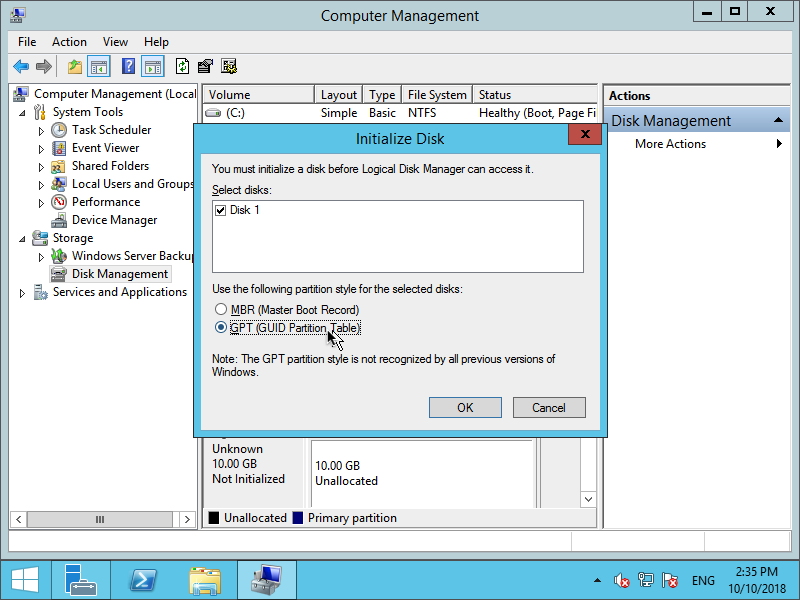 Computer Management
File Action View Help
Computer Management (Local
System Tools
Task Scheduler
Event Viewer
Shared Folders
Local Users and Groups
Performance
Device Manager
Storage
Windows Server Backup
Disk Management
Services and Applications
Volume Layout Type File System Status
(C:) Simple Basic NTFS Healthy (Boot, Page Fi
Actions
Disk Management
More Actions
Initialize Disk
You must initialize a disk before Logical Disk Manager can access it.
Select disks:
Disk 1
Use the following partition style for the selected disks:
MBR (Master Boot Record)
GPT (GUID Partition Table)
Note: The GPT partition style is not recognized by all previous versions of
Windows.
OK Cancel
Unknown
10.00 GB
Not Initialized
10.00 GB
Unallocated
Unallocated Primary partition
ENG
2:35 PM
10/10/2018